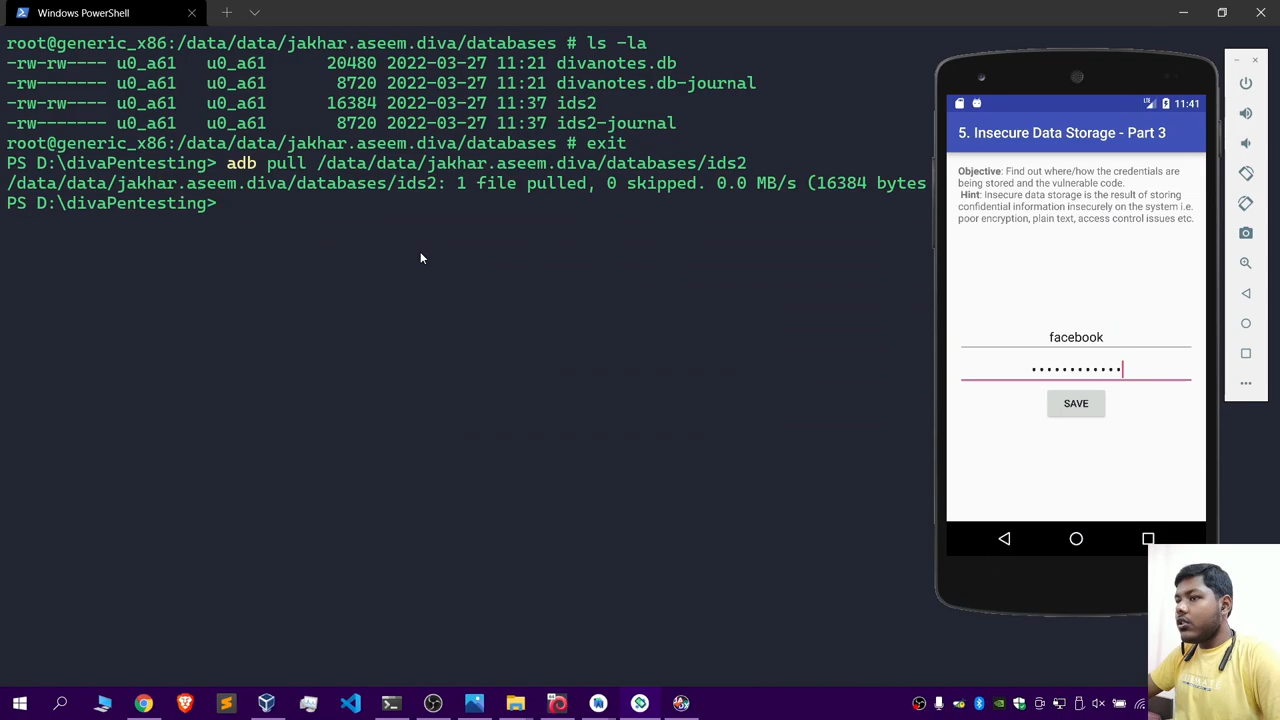 Windows PowerShell
root@generic_x86:/data/data/jakhar.aseem.diva/databases # ls -la
-rw-rw---- u0_a61   u0_a61      20480 2022-03-27 11:21 divanotes.db
-rw------- u0_a61   u0_a61       8720 2022-03-27 11:21 divanotes.db-journal
-rw-rw---- u0_a61   u0_a61      16384 2022-03-27 11:37 ids2
-rw------- u0_a61   u0_a61       8720 2022-03-27 11:37 ids2-journal
root@generic_x86:/data/data/jakhar.aseem.diva/databases # exit
PS D:\divaPentesting> adb pull /data/data/jakhar.aseem.diva/databases/ids2
/data/data/jakhar.aseem.diva/databases/ids2: 1 file pulled, 0 skipped. 0.0 MB/s (16384 bytes
PS D:\divaPentesting>
11:41
5. Insecure Data Storage - Part 3
Objective: Find out where/how the credentials are
being stored and the vulnerable code.
Hint: Insecure data storage is the result of storing
confidential information insecurely on the system i.e.
poor encryption, plain text, access control issues etc.
facebook
••••••••••••
SAVE